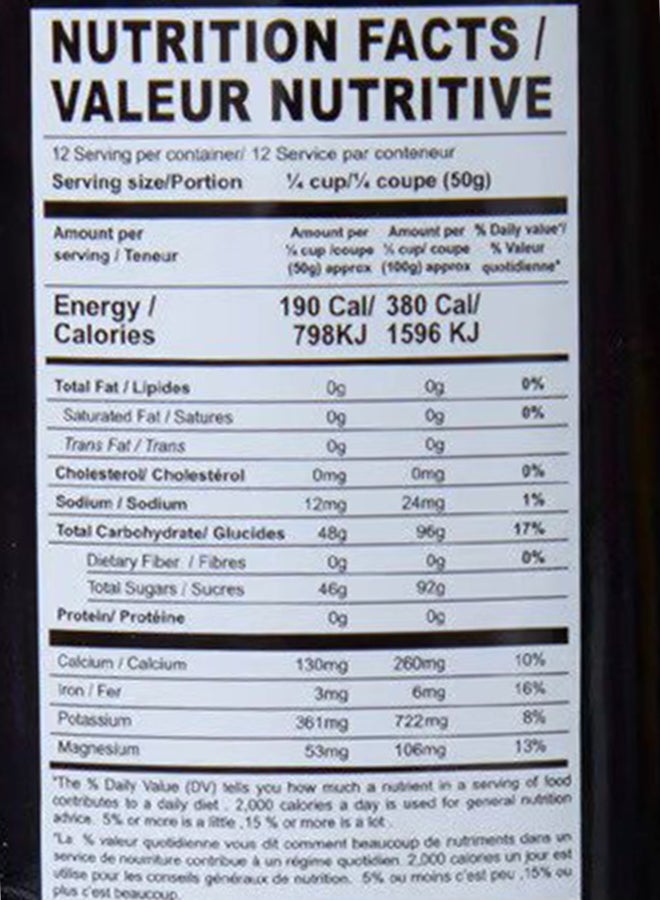 NUTRITION FACTS /
VALEUR NUTRITIVE
12 Serving per container/ 12 Service par conteneur
Serving size/Portion ¼ cup/¼ coupe (50g)
Amount per serving / Teneur Amount per ¼ cup /coupe (50g) approx Amount per cup/ coupe (100g) approx % Daily value*/ % Valeur quotidienne*
Energy / Calories 190 Cal/ 798KJ 380 Cal/ 1596 KJ
Total Fat / Lipides 0g 0g 0%
Saturated Fat / Satures 0g 0g 0%
Trans Fat / Trans 0g 0g
Cholesterol/ Cholestérol 0mg 0mg 0%
Sodium / Sodium 12mg 24mg 1%
Total Carbohydrate/ Glucides 48g 96g 17%
Dietary Fiber / Fibres 0g 0g 0%
Total Sugars / Sucres 46g 92g
Protein/ Protéine 0g 0g
Calcium / Calcium 130mg 260mg 10%
Iron / Fer 3mg 6mg 16%
Potassium 361mg 722mg 8%
Magnesium 53mg 106mg 13%
*The % Daily Value (DV) tells you how much a nutrient in a serving of food
contributes to a daily diet . 2,000 calories a day is used for general nutrition
advice. 5% or more is a little ,15 % or more is a lot .
*La % valeur quotidienne vous dit comment beaucoup de nutriments dans un
service de nourriture contribue à un régime quotidien. 2,000 calories un jour est
utilise pour les conseils généraux de nutrition. 5% ou moins c'est peu ,15% ou
plus c'est beaucoup.